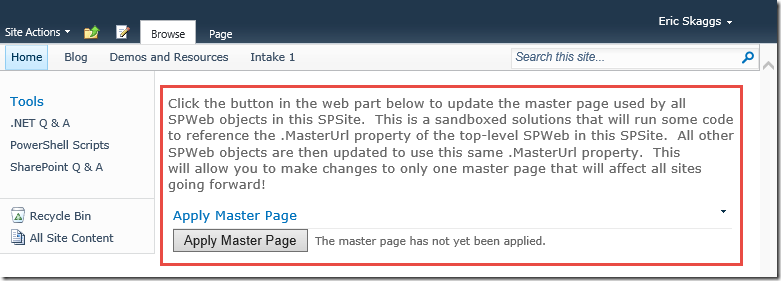 Eric Skaggs
Site Actions
Browse
Page
Home
Blog
Demos and Resources
Intake 1
Search this site...
Tools
.NET Q & A
PowerShell Scripts
SharePoint Q & A
Recycle Bin
All Site Content
Click the button in the web part below to update the master page used by all
SPWeb objects in this SPSite. This is a sandboxed solutions that will run some code
to reference the .MasterUrl property of the top-level SPWeb in this SPSite. All other
SPWeb objects are then updated to use this same .MasterUrl property. This
will allow you to make changes to only one master page that will affect all sites
going forward!
Apply Master Page
Apply Master Page
The master page has not yet been applied.